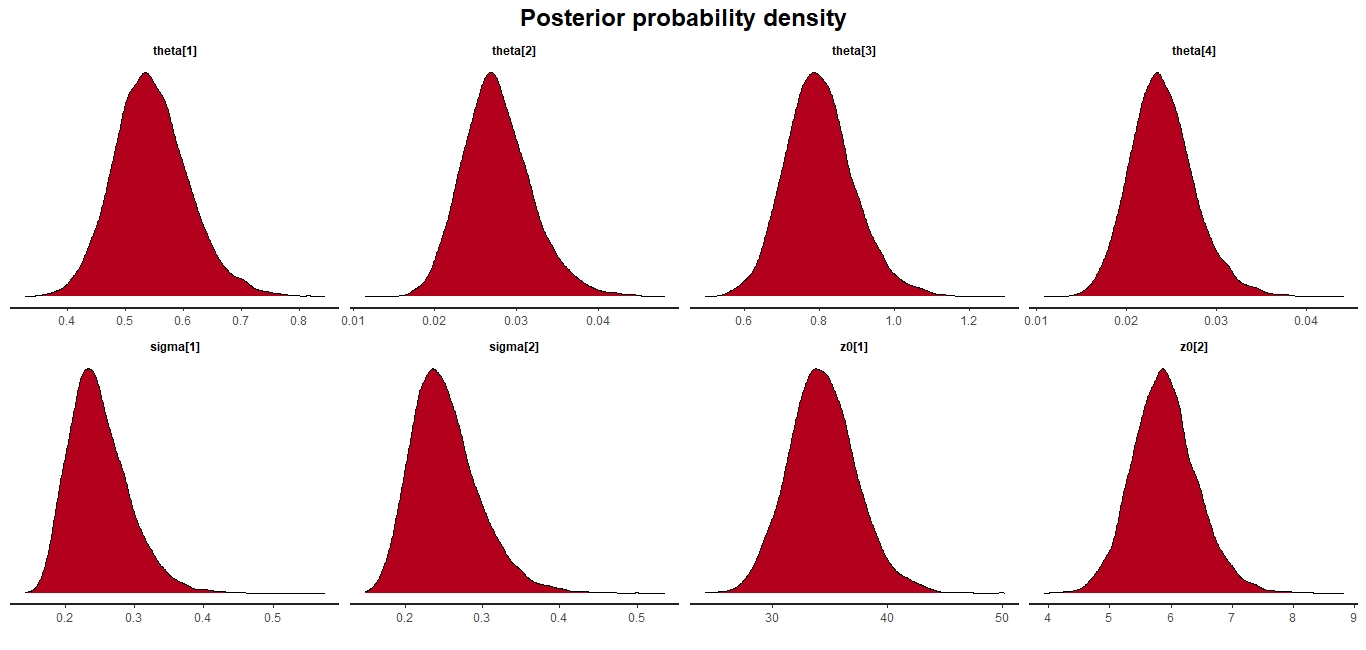 Posterior probability density
theta[1] theta[2] theta[3] theta[4]
0.4 0.5 0.6 0.7 0.8 0.01 0.02 0.03 0.04 0.6 0.8 1.0 1.2 0.01 0.02 0.03 0.04
sigma[1] sigma[2] z0[1] z0[2]
0.2 0.3 0.4 0.5 0.2 0.3 0.4 0.5 30 40 50 4 5 6 7 8 9